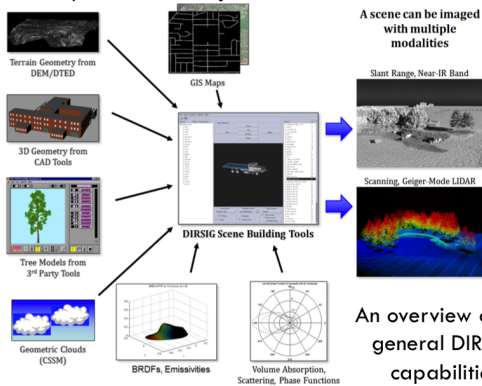 Terrain Geometry from
DEM/DTED
GIS Maps
3D Geometry from
CAD Tools
Tree Models from
3rd Party Tools
Geometric Clouds
(CSSM)
DIRSIG Scene Building Tools
BRDFs, Emissivities
Volume Absorption,
Scattering, Phase Functions
A scene can be imaged
with multiple
modalities
Slant Range, Near-IR Band
Scanning, Geiger-Mode LIDAR
An overview
general DIR
capabiliti